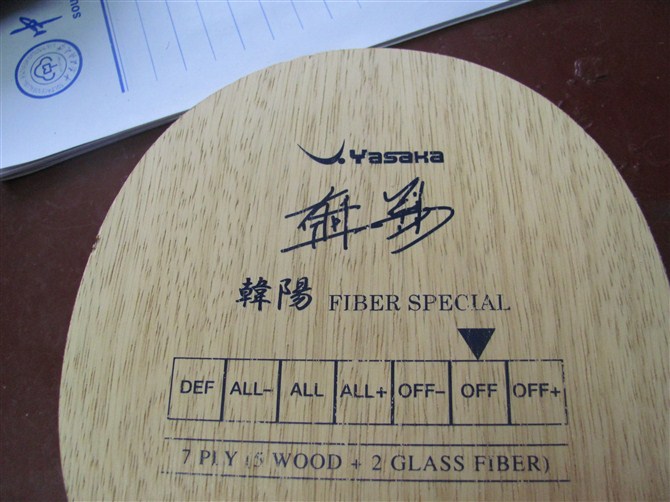 Yasaka
韓陽 FIBER SPECIAL
DEF ALL- ALL ALL+ OFF- OFF OFF+
7 PLY (5 WOOD + 2 GLASS FIBER)